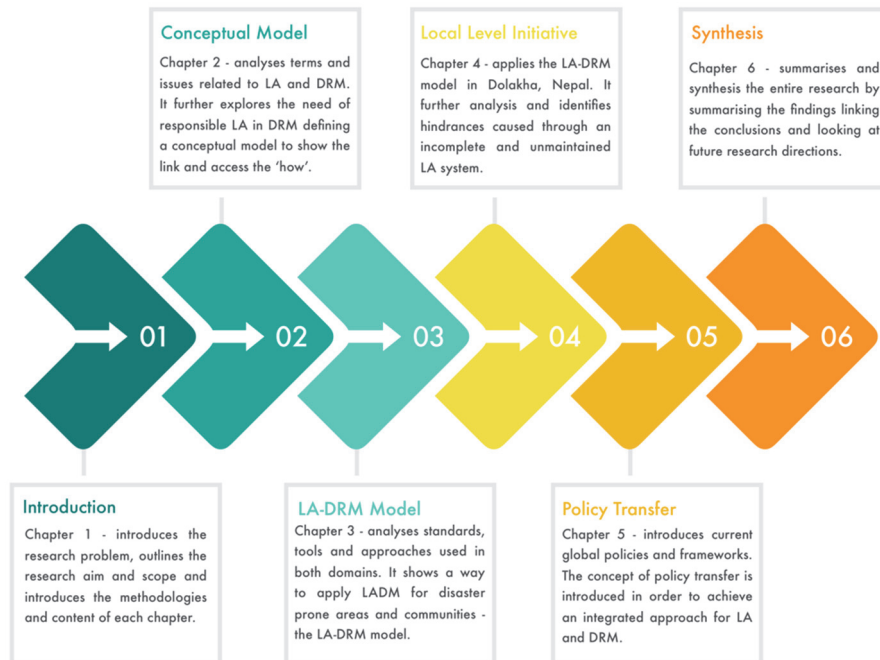 Conceptual Model
Chapter 2 - analyses terms and
issues related to LA and DRM.
It further explores the need of
responsible LA in DRM defining
a conceptual model to show the
link and access the ‘how’.
Local Level Initiative
Chapter 4 - applies the LA-DRM
model in Dolakha, Nepal. It
further analysis and identifies
hindrances caused through an
incomplete and unmaintained
LA system.
Synthesis
Chapter 6 - summarises and
synthesis the entire research by
summarising the findings linking
the conclusions and looking at
future research directions.
01
02
03
04
05
06
Introduction
Chapter 1 - introduces the
research problem, outlines the
research aim and scope and
introduces the methodologies
and content of each chapter.
LA-DRM Model
Chapter 3 - analyses standards,
tools and approaches used in
both domains. It shows a way
to apply LADM for disaster
prone areas and communities -
the LA-DRM model.
Policy Transfer
Chapter 5 - introduces current
global policies and frameworks.
The concept of policy transfer is
introduced in order to achieve
an integrated approach for LA
and DRM.